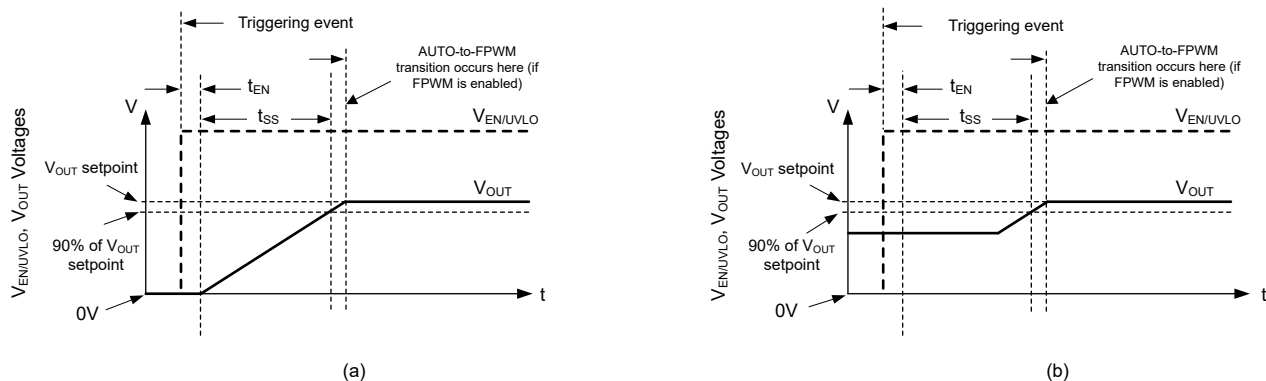 Triggering event
AUTO-to-FPWM
transition occurs here (if
FPWM is enabled)
tEN
V
tSS
VEN/UVLO
VEN/UVLO, VOUT Voltages
VOUT setpoint
VOUT
90% of VOUT
setpoint
0V
t
(a)
Triggering event
AUTO-to-FPWM
transition occurs here (if
FPWM is enabled)
tEN
V
tSS
VEN/UVLO
VEN/UVLO, VOUT Voltages
VOUT setpoint
VOUT
90% of VOUT
setpoint
0V
t
(b)